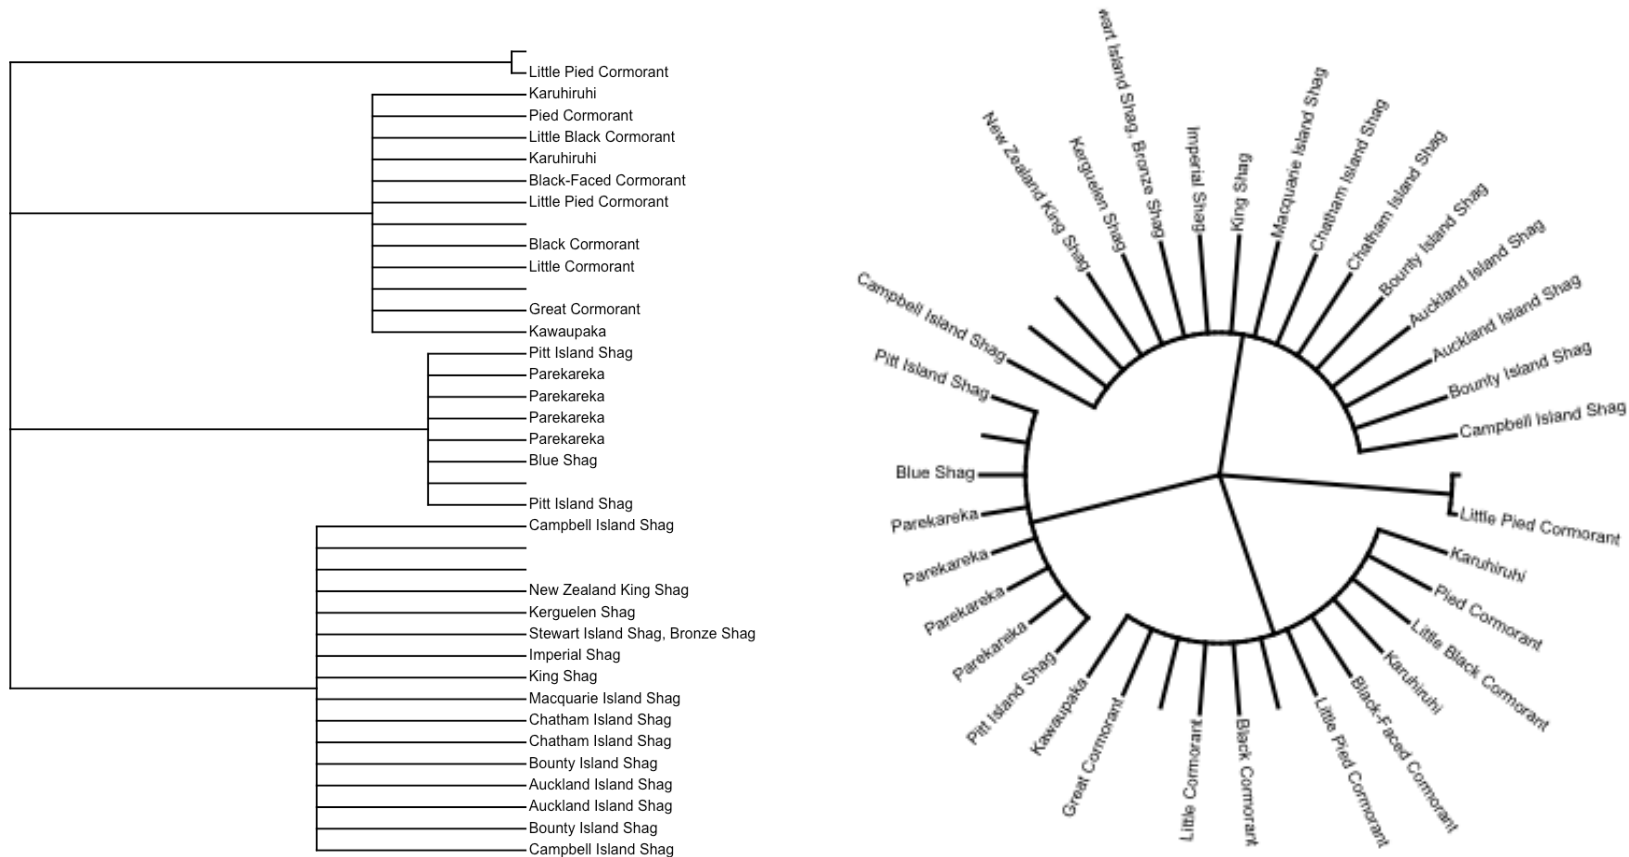 Little Pied Cormorant
Karuhiruhi
Pied Cormorant
Little Black Cormorant
Karuhiruhi
Black-Faced Cormorant
Little Pied Cormorant
Black Cormorant
Little Cormorant
Great Cormorant
Kawaupaka
Pitt Island Shag
Parekareka
Parekareka
Parekareka
Parekareka
Blue Shag
Pitt Island Shag
Campbell Island Shag
New Zealand King Shag
Kerguelen Shag
Stewart Island Shag, Bronze Shag
Imperial Shag
King Shag
Macquarie Island Shag
Chatham Island Shag
Chatham Island Shag
Bounty Island Shag
Auckland Island Shag
Auckland Island Shag
Bounty Island Shag
Campbell Island Shag
Pitt Island Shag
Campbell Island Shag
New Zealand King Shag
Kerguelen Shag
Island Shag, Bronze Shag
Imperial Shag
King Shag
Macquarie Island Shag
Chatham Island Shag
Chatham Island Shag
Bounty Island Shag
Auckland Island Shag
Auckland Island Shag
Bounty Island Shag
Campbell Island Shag
Little Pied Cormorant
Karuhiruhi
Pied Cormorant
Little Black Cormorant
Karuhiruhi
Black-Faced Cormorant
Little Pied Cormorant
Black Cormorant
Little Cormorant
Great Cormorant
Kawaupaka
Pitt Island Shag
Parekareka
Parekareka
Parekareka
Parekareka
Blue Shag